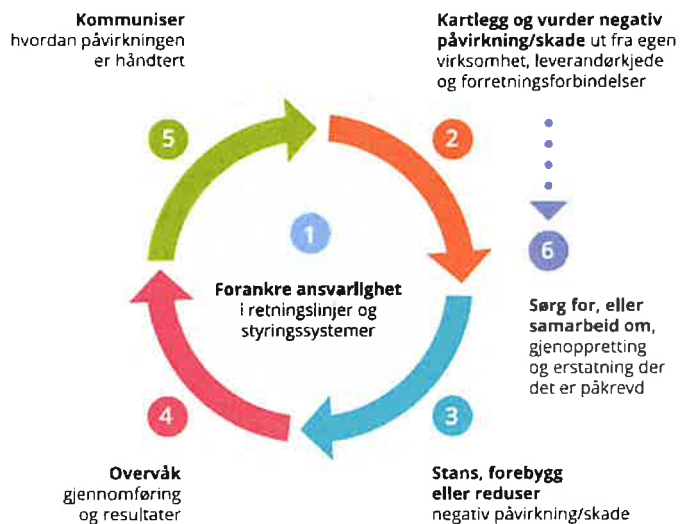 Kommuniser
hvordan påvirkningen
er håndtert
5
Kartlegg og vurder negativ
påvirkning/skade ut fra egen
virksomhet, leverandørkjede
og forretningsforbindelser
2
1
Forankre ansvarlighet
i retningslinjer og
styringssystemer
6
Sørg for, eller
samarbeid om,
gjenoppretting
og erstatning der
det er påkrevd
4
Overvåk
gjennomføring
og resultater
3
Stans, forebygg
eller reduser
negativ påvirkning/skade